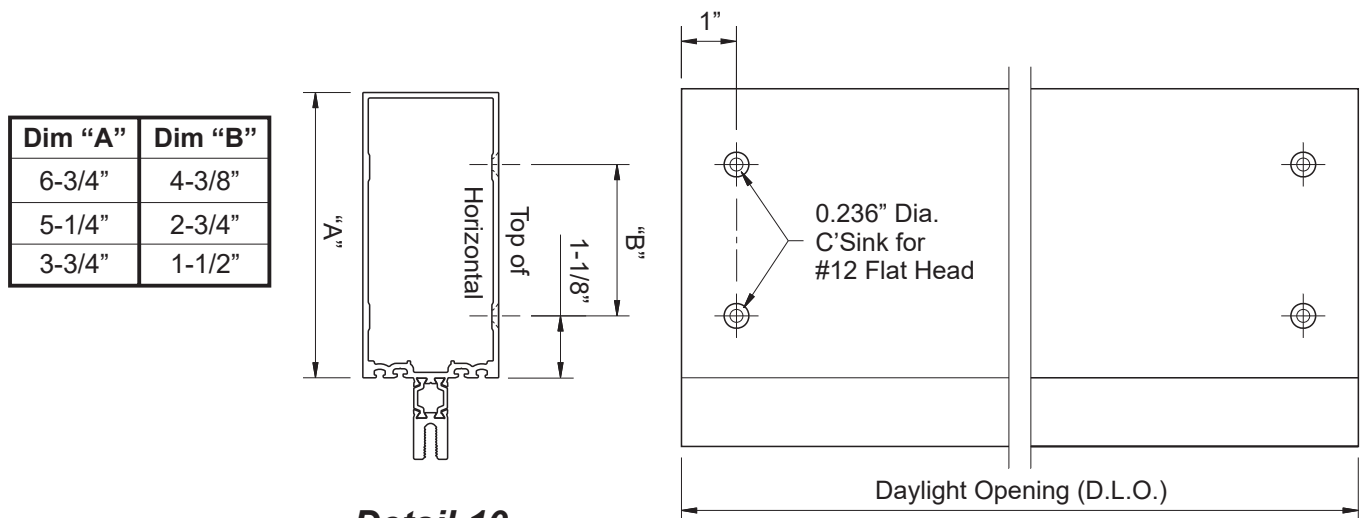 Dim “A” Dim “B”
6-3/4” 4-3/8”
5-1/4” 2-3/4”
3-3/4” 1-1/2”
“A”
Top of
Horizontal
1-1/8”
“B”
1”
0.236” Dia.
C’Sink for
#12 Flat Head
Daylight Opening (D.L.O.)